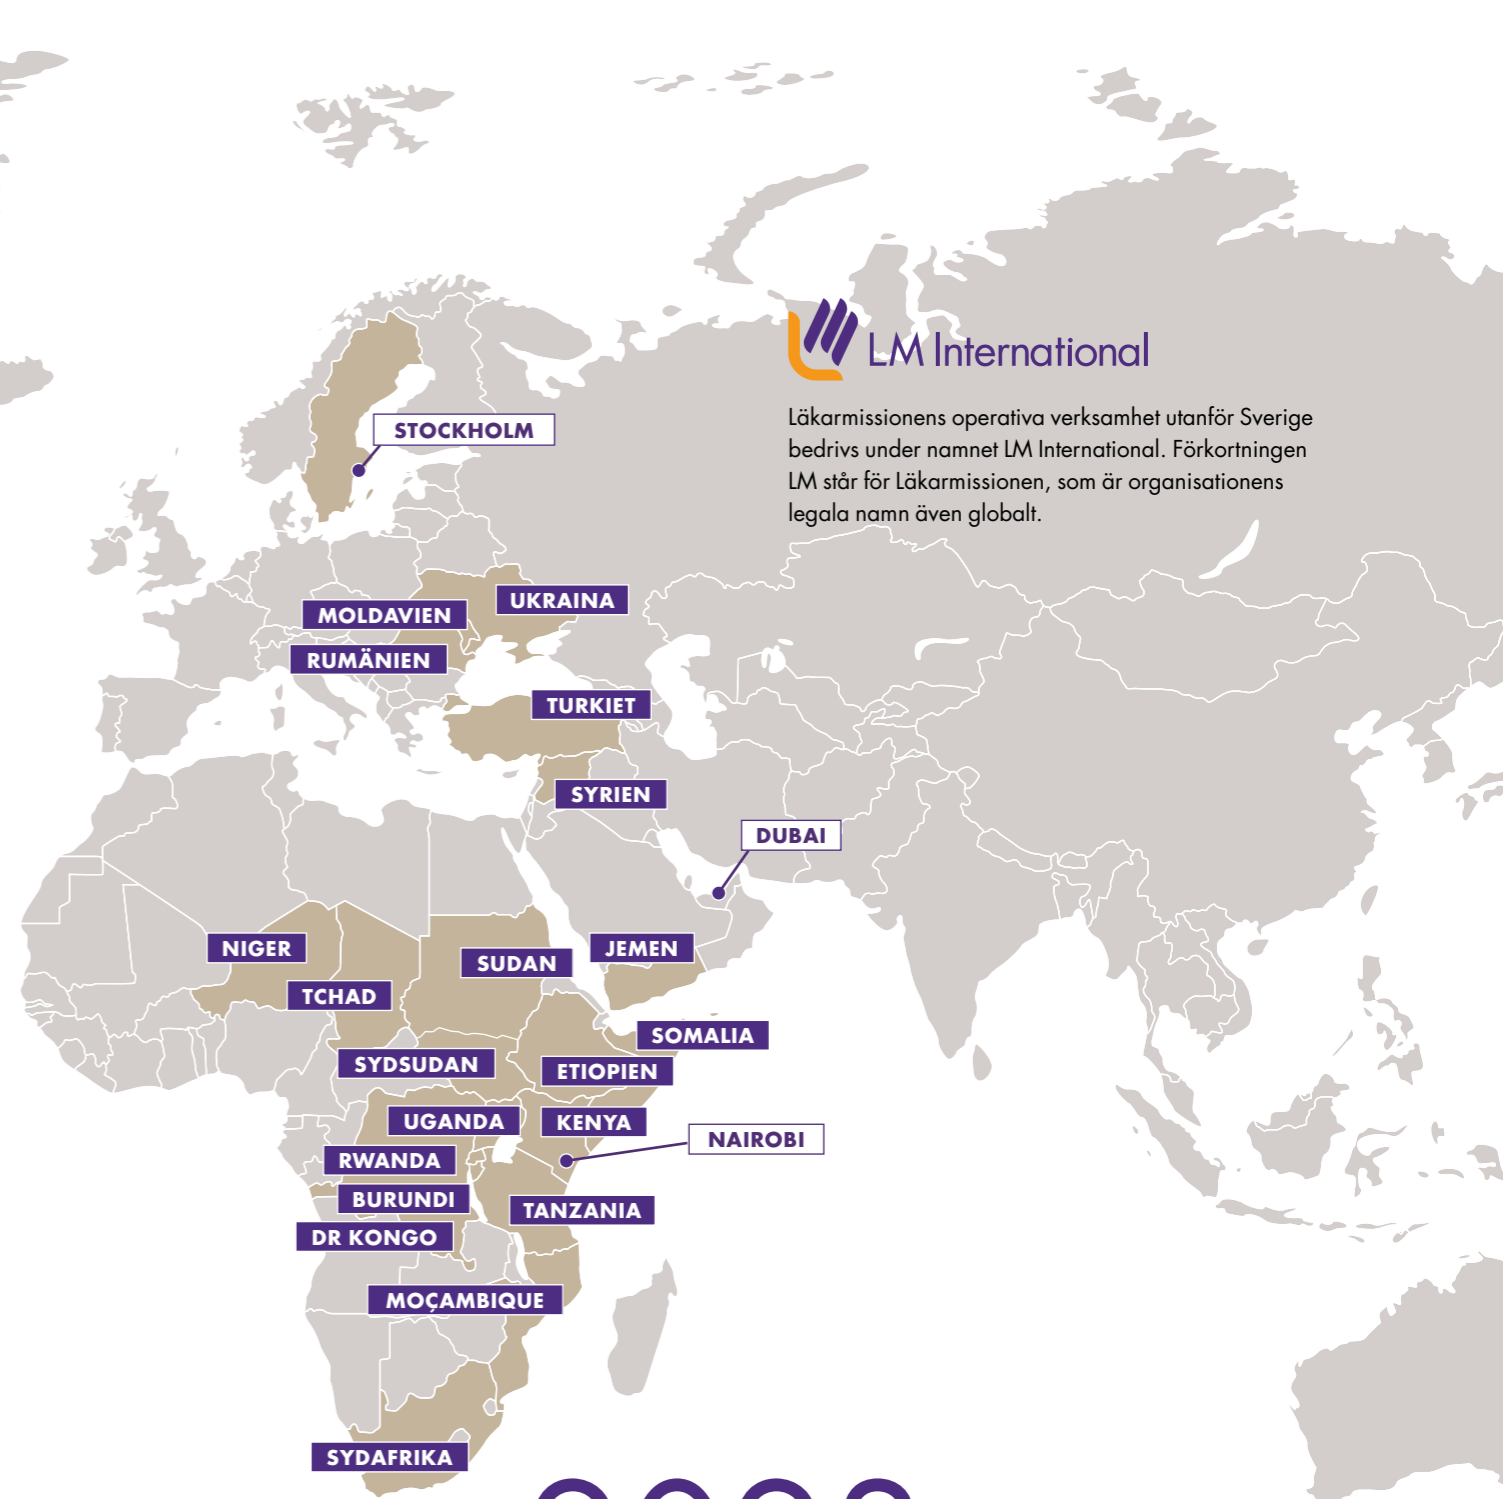 LM International
Läkarmissionens operativa verksamhet utanför Sverige
bedrivs under namnet LM International. Förkortningen
LM står för Läkarmissionen, som är organisationens
legala namn även globalt.
STOCKHOLM
UKRAINA
MOLDAVIEN
RUMÄNIEN
TURKIET
SYRIEN
DUBAI
NIGER
JEMEN
SUDAN
TCHAD
SOMALIA
SYDSUDAN
ETIOPIEN
UGANDA
KENYA
NAIROBI
RWANDA
BURUNDI
TANZANIA
DR KONGO
MOÇAMBIQUE
SYDAFRIKA